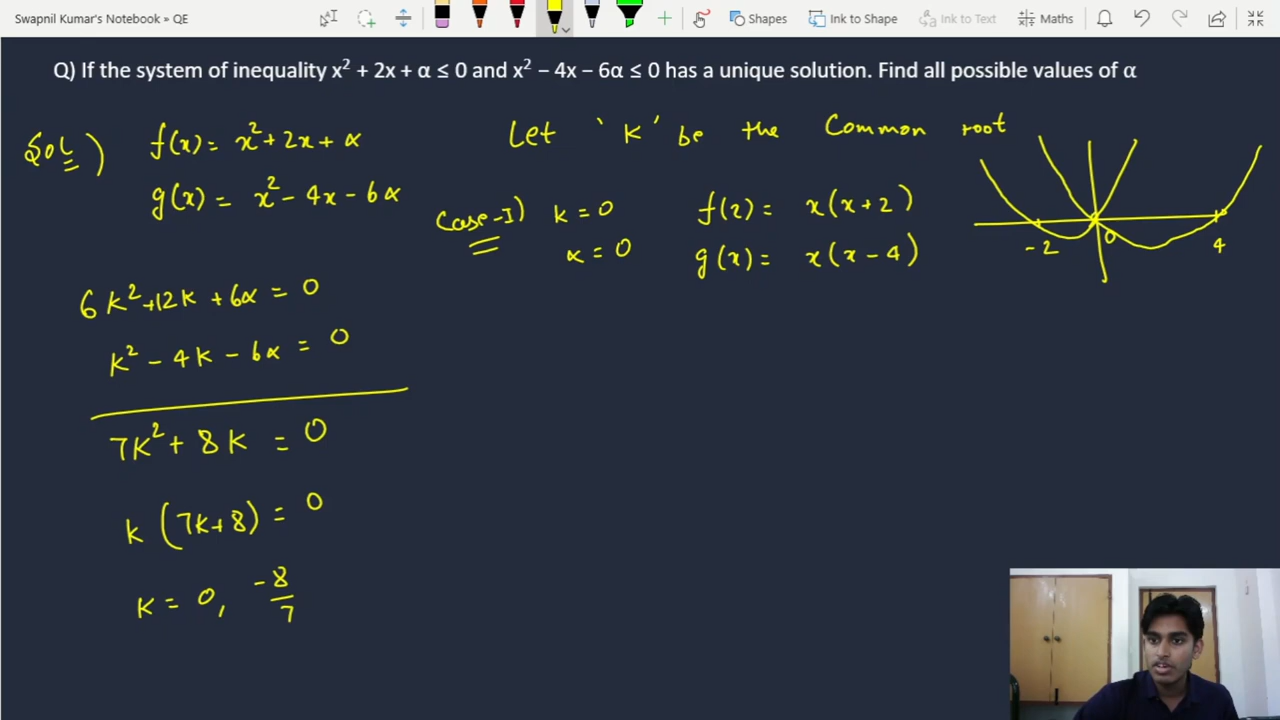 Swapnil Kumar's Notebook » QE
Shapes
Ink to Shape
Ink to Text
Maths
Q) If the system of inequality x² + 2x + α ≤ 0 and x² – 4x – 6α ≤ 0 has a unique solution. Find all possible values of α
Sol)
f(x) = x² + 2x + α
g(x) = x² - 4x - 6α
Let 'K' be the Common root
Case-I) k = 0
α = 0
f(2) = x(x+2)
g(x) = x(x-4)
-2
0
4
6k² + 12k + 6α = 0
k² - 4k - 6α = 0
7k² + 8k = 0
k(7k+8) = 0
k = 0, -8/7